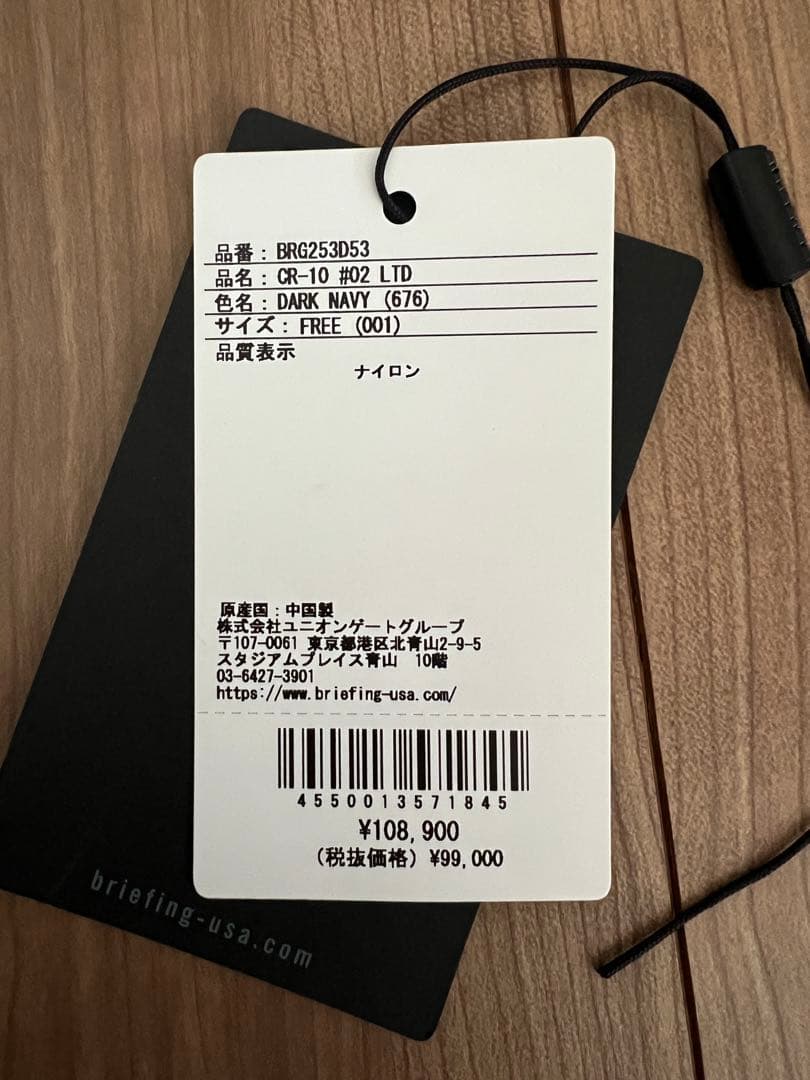 品番：BRG253D53
品名：CR-10 #02 LTD
色名：DARK NAVY (676)
サイズ：FREE (001)
品質表示
ナイロン
原産国：中国製
株式会社ユニオンゲートグループ
〒107-0061 東京都港区北青山2-9-5
スタジアムプレイス青山　10階
03-6427-3901
https://www.briefing-usa.com/
4550013571845
¥108,900
(税抜価格) ¥99,000
briefing-usa.com